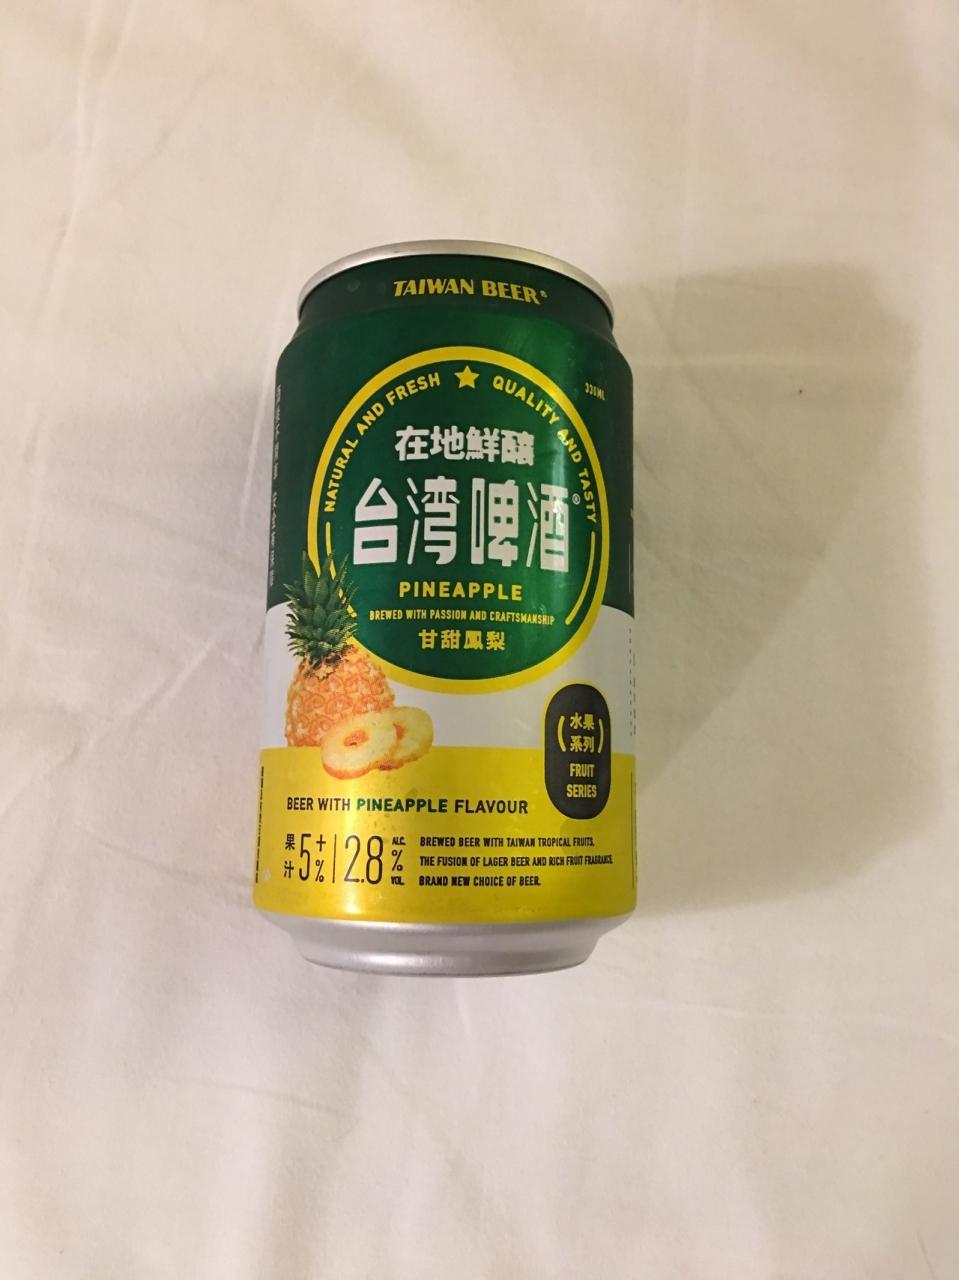 TAIWAN BEER®
330ML
NATURAL AND FRESH ★ QUALITY AND TASTY
在地鮮釀
台湾啤酒®
PINEAPPLE
BREWED WITH PASSION AND CRAFTSMANSHIP
甘甜鳳梨
水果
系列
FRUIT
SERIES
BEER WITH PINEAPPLE FLAVOUR
果汁 5+% | 2.8 ALC. % VOL.
BREWED BEER WITH TAIWAN TROPICAL FRUITS.
THE FUSION OF LAGER BEER AND RICH FRUIT FRAGRANCE.
BRAND NEW CHOICE OF BEER.